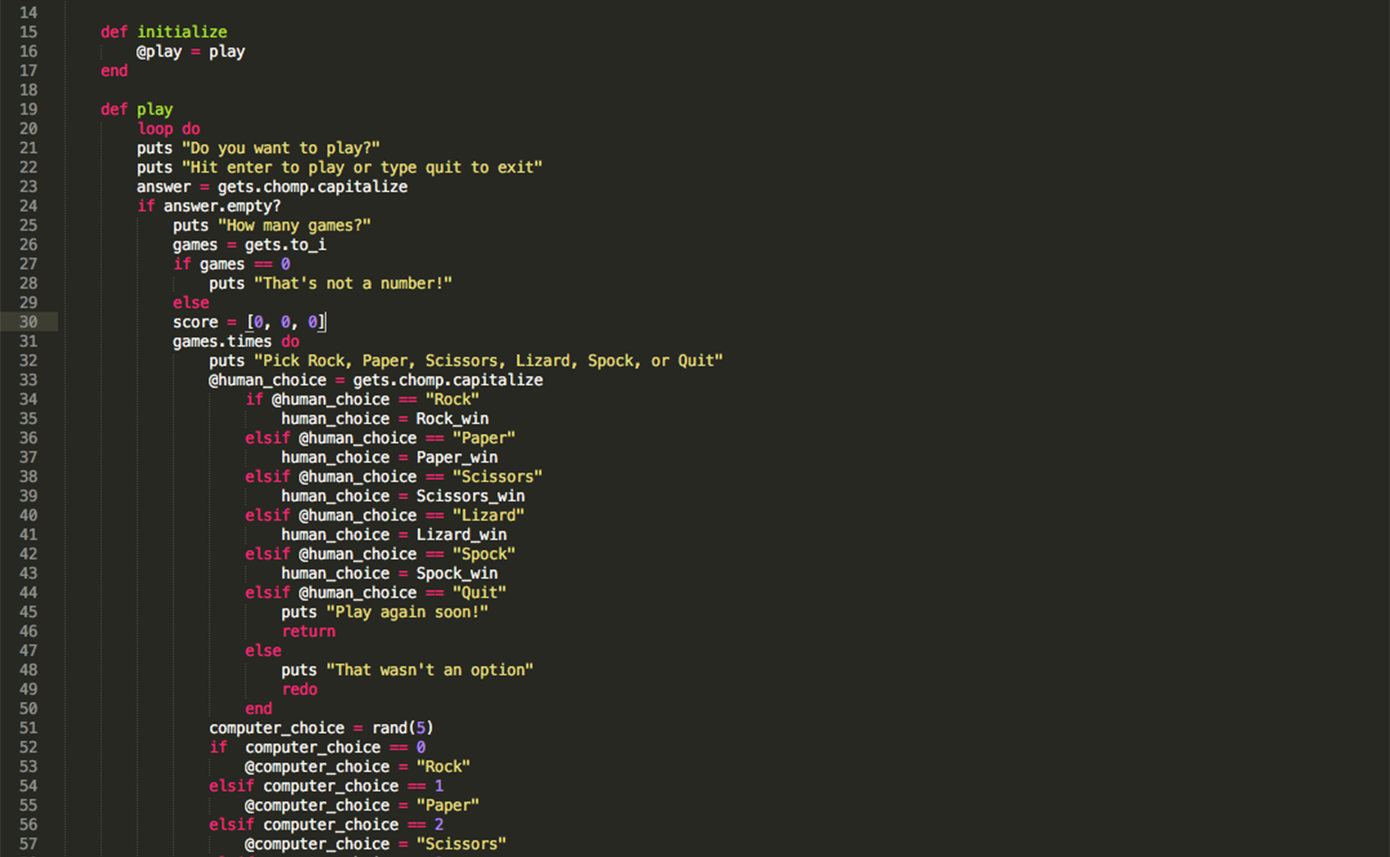 14
15 def initialize
16 @play = play
17 end
18
19 def play
20 loop do
21 puts "Do you want to play?"
22 puts "Hit enter to play or type quit to exit"
23 answer = gets.chomp.capitalize
24 if answer.empty?
25 puts "How many games?"
26 games = gets.to_i
27 if games == 0
28 puts "That's not a number!"
29 else
30 score = [0, 0, 0]
31 games.times do
32 puts "Pick Rock, Paper, Scissors, Lizard, Spock, or Quit"
33 @human_choice = gets.chomp.capitalize
34 if @human_choice == "Rock"
35 human_choice = Rock_win
36 elsif @human_choice == "Paper"
37 human_choice = Paper_win
38 elsif @human_choice == "Scissors"
39 human_choice = Scissors_win
40 elsif @human_choice == "Lizard"
41 human_choice = Lizard_win
42 elsif @human_choice == "Spock"
43 human_choice = Spock_win
44 elsif @human_choice == "Quit"
45 puts "Play again soon!"
46 return
47 else
48 puts "That wasn't an option"
49 redo
50 end
51 computer_choice = rand(5)
52 if computer_choice == 0
53 @computer_choice = "Rock"
54 elsif computer_choice == 1
55 @computer_choice = "Paper"
56 elsif computer_choice == 2
57 @computer_choice = "Scissors"